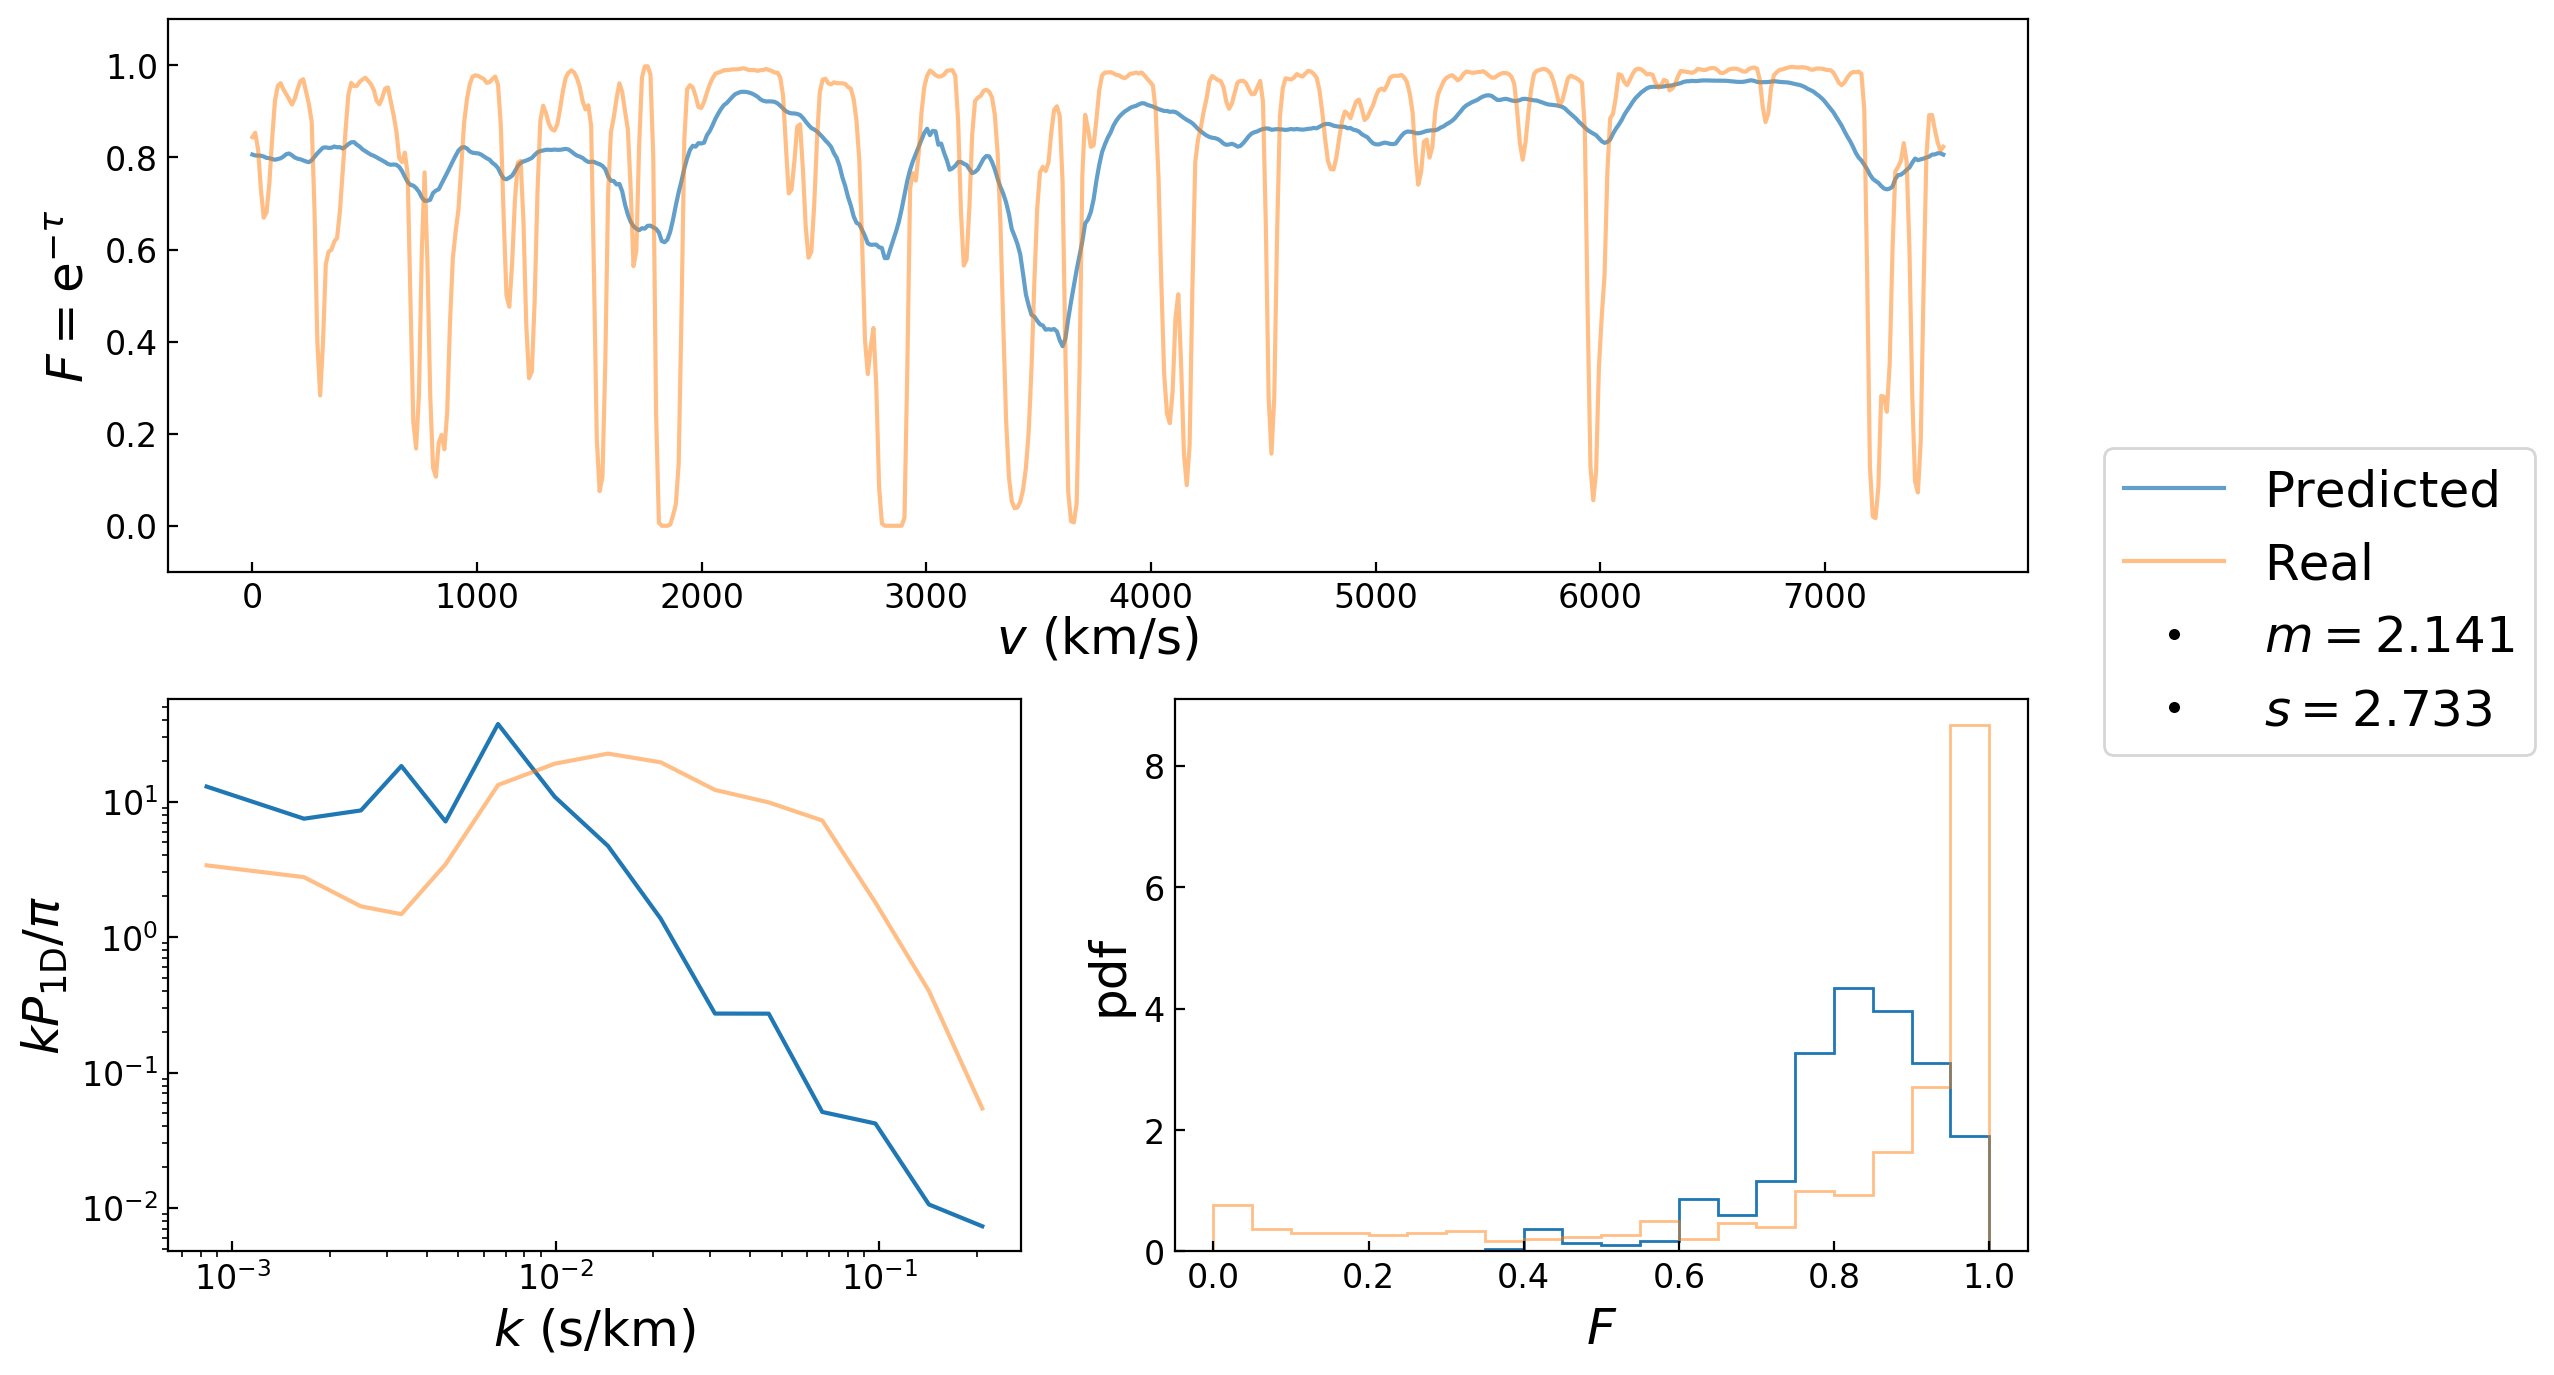 F = e^{−τ}
1.0
0.8
0.6
0.4
0.2
0.0
0 1000 2000 3000 4000 5000 6000 7000
v (km/s)
Predicted
Real
m = 2.141
s = 2.733
kP_{1D}/π
10^1
10^0
10^{−1}
10^{−2}
10^{−3} 10^{−2} 10^{−1}
k (s/km)
pdf
8
6
4
2
0
0.0 0.2 0.4 0.6 0.8 1.0
F